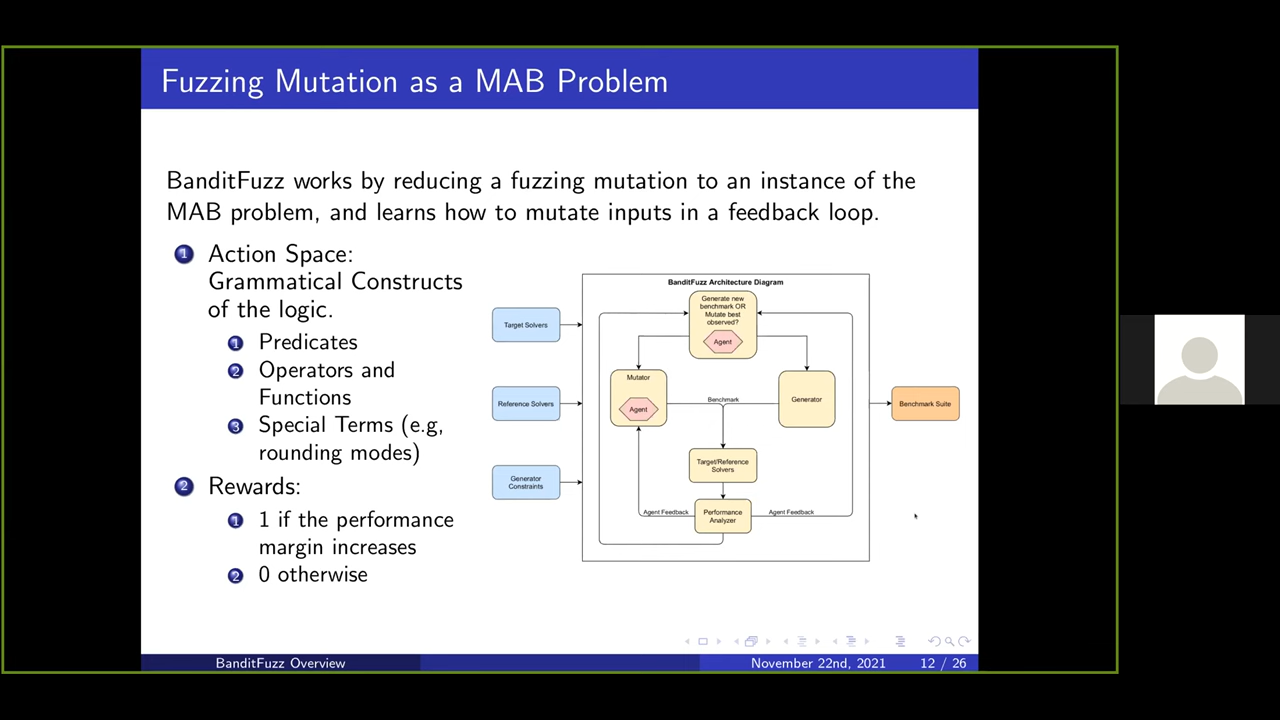 Fuzzing Mutation as a MAB Problem
BanditFuzz works by reducing a fuzzing mutation to an instance of the
MAB problem, and learns how to mutate inputs in a feedback loop.
1 Action Space:
Grammatical Constructs
of the logic.
1 Predicates
2 Operators and
Functions
3 Special Terms (e.g,
rounding modes)
2 Rewards:
1 1 if the performance
margin increases
2 0 otherwise
BanditFuzz Architecture Diagram
Generate new
benchmark OR
Mutate best
observed?
Agent
Target Solvers
Mutator
Agent
Benchmark
Generator
Reference Solvers
Benchmark Suite
Target/Reference
Solvers
Generator
Constraints
Agent Feedback
Performance
Analyzer
Agent Feedback
BanditFuzz Overview
November 22nd, 2021
12 / 26